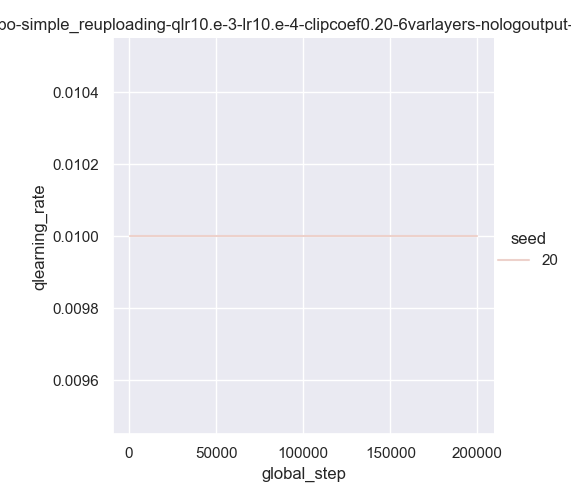 oo-simple_reuploading-qlr10.e-3-lr10.e-4-clipcoef0.20-6varlayers-nologoutput-
0.0104
0.0102
0.0100
0.0098
0.0096
qlearning_rate
0 50000 100000 150000 200000
global_step
seed
20